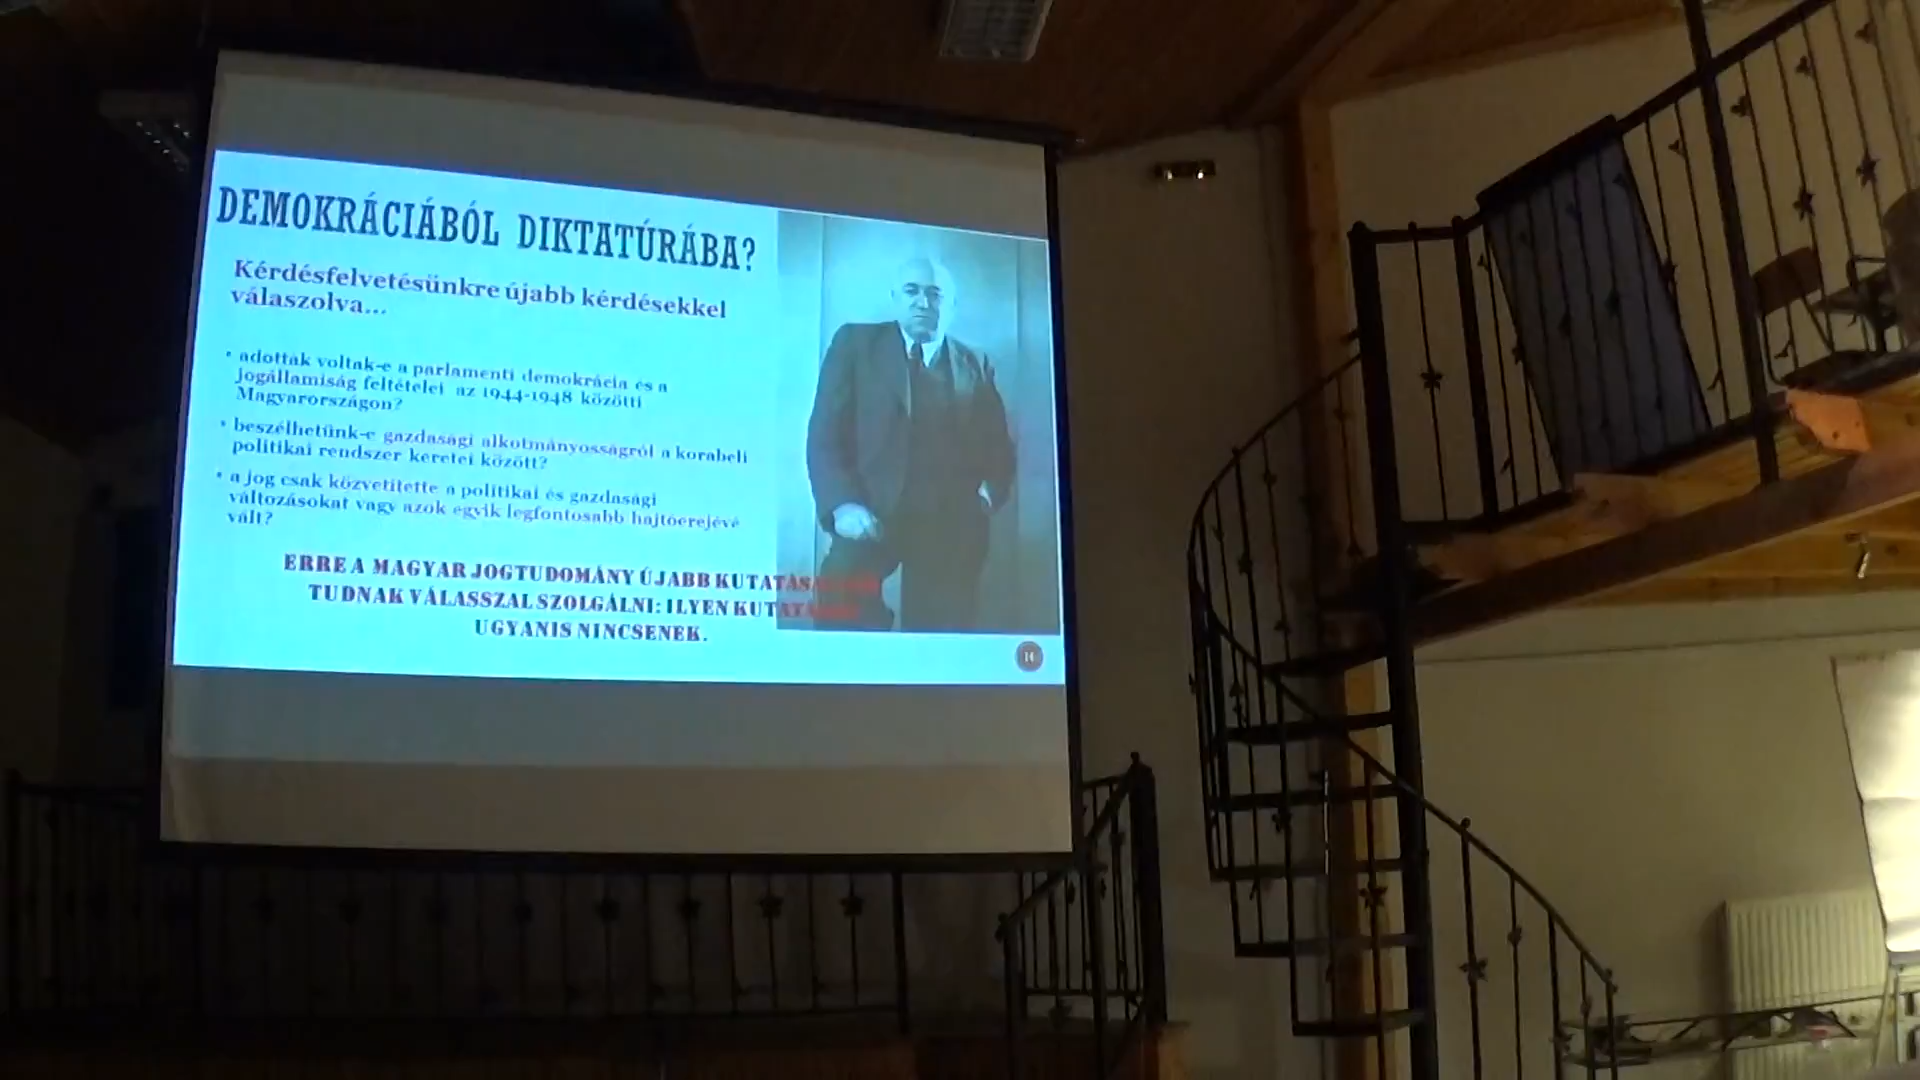 DEMOKRÁCIÁBÓL DIKTATÚRÁBA?
Kérdésfelvetésünkre újabb kérdésekkel
válaszolva...
• adottak voltak-e a parlamenti demokrácia és a
jogállamiság feltételei az 1944-1948 közötti
Magyarországon?
• beszélhetünk-e gazdasági alkotmányosságról a korabeli
politikai rendszer keretei között?
• a jog csak közvetítette a politikai és gazdasági
változásokat vagy azok egyik legfontosabb hajtóerejévé
vált?
ERRE A MAGYAR JOGTUDOMÁNY ÚJABB
TUDNAK VÁLASSZAL SZOLGÁLNI: ILYEN
UGYANIS NINCSENEK.